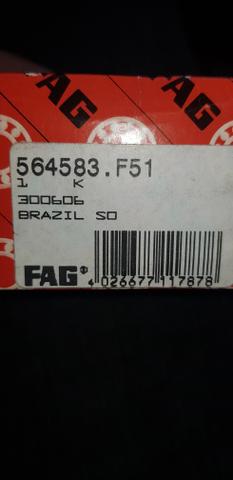 FAG
FAG
564583.F51
1 K
300606
BRAZIL SO
FAG®
4 026677 117878